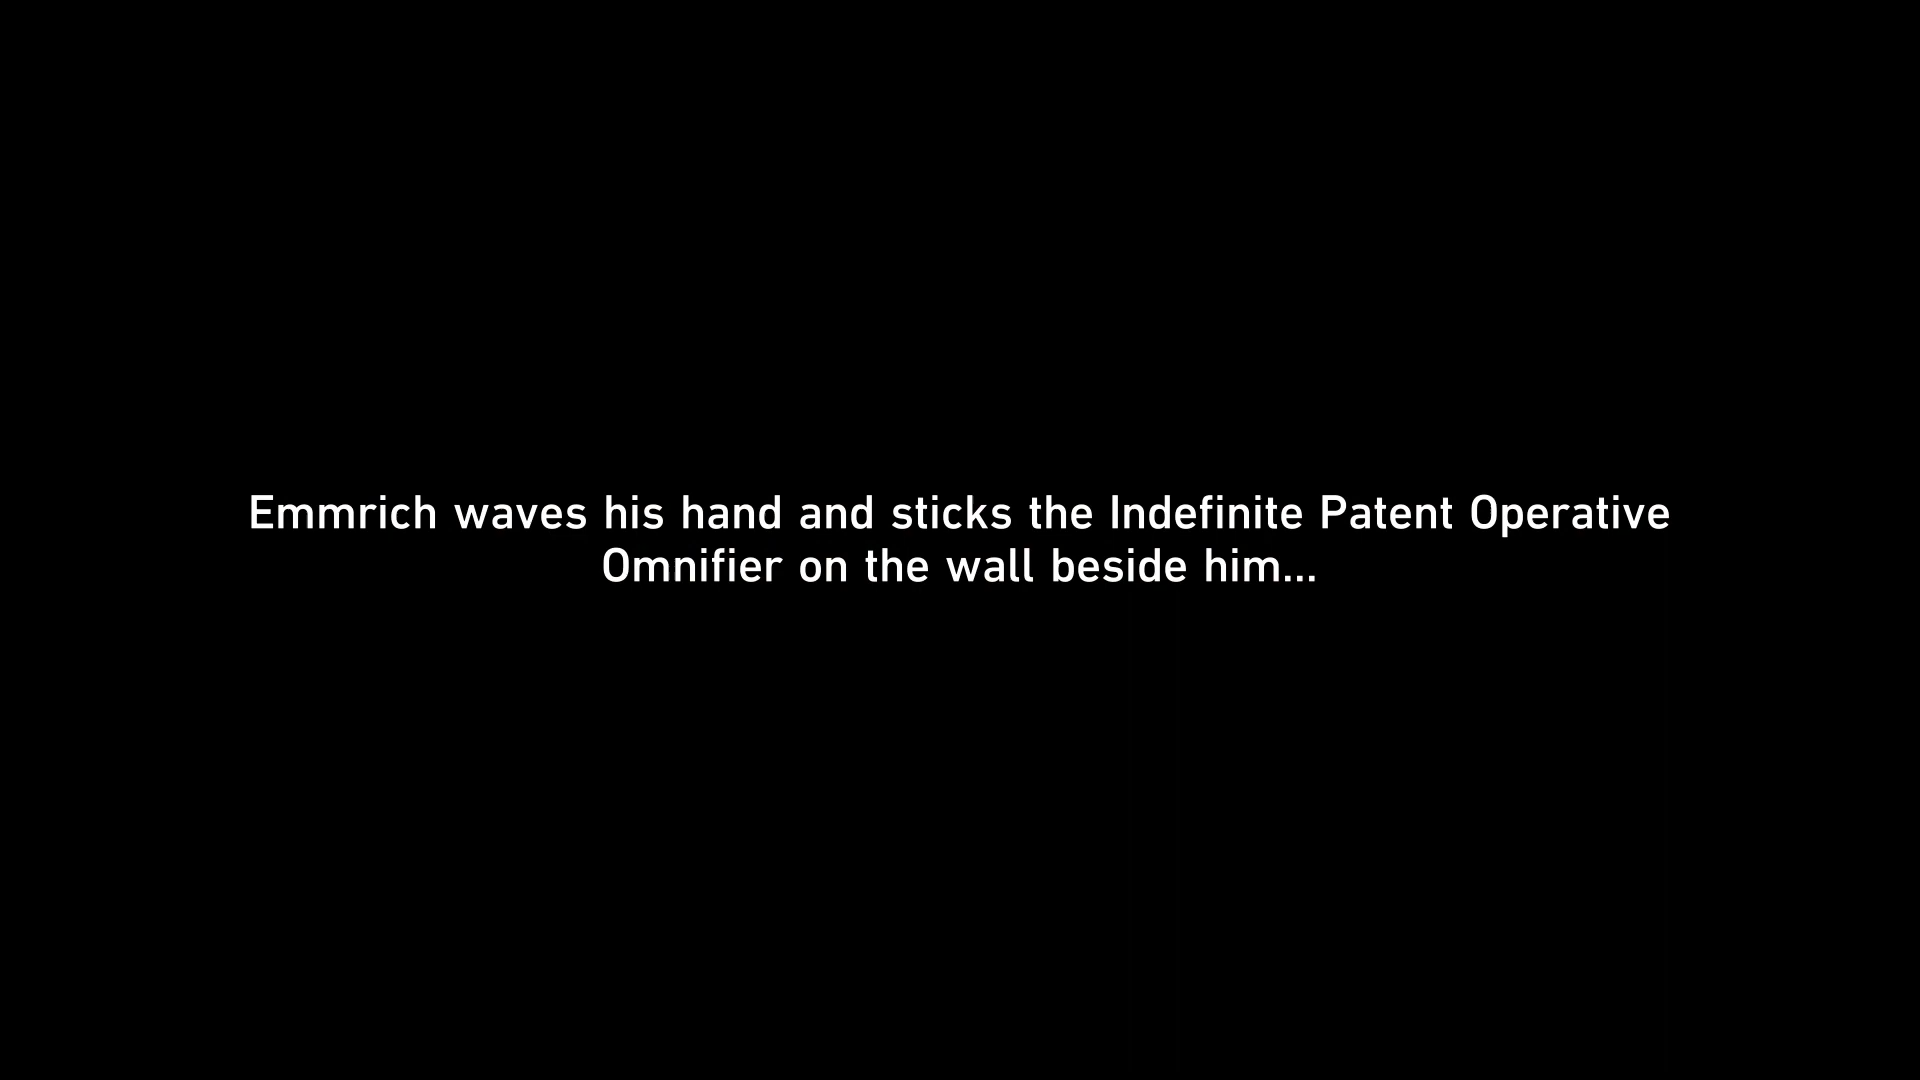 Emmrich waves his hand and sticks the Indefinite Patent Operative
Omnifier on the wall beside him...